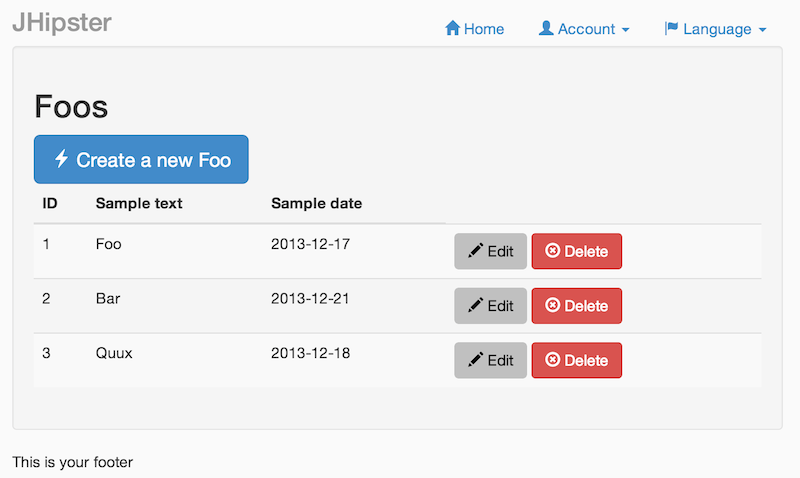 JHipster
Home Account Language
Foos
Create a new Foo
ID Sample text Sample date
1 Foo 2013-12-17 Edit Delete
2 Bar 2013-12-21 Edit Delete
3 Quux 2013-12-18 Edit Delete
This is your footer